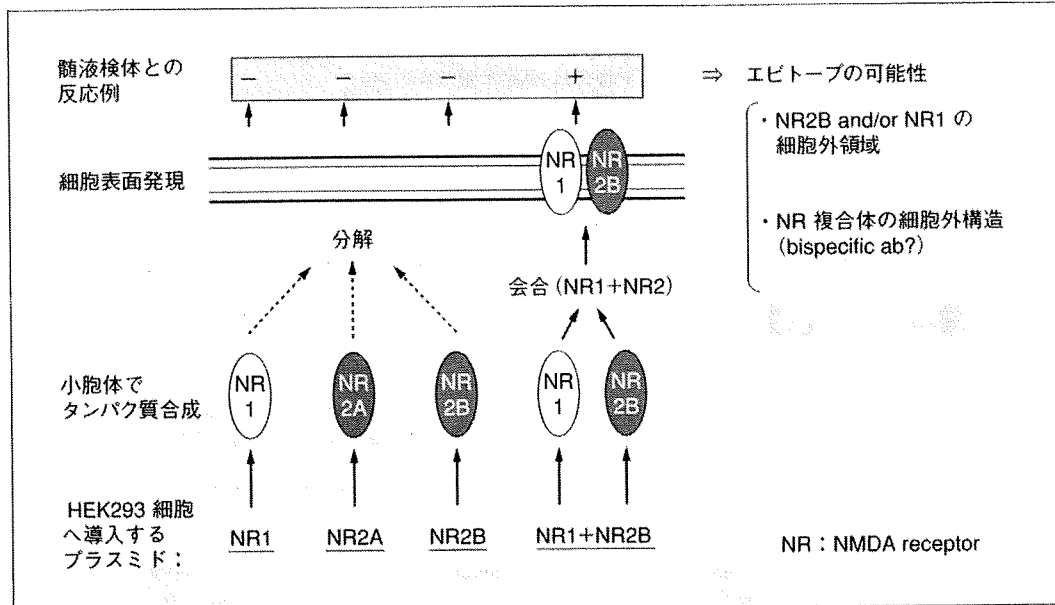 髄液検体との
反応例
− − − + ⇒ エピトープの可能性
・NR2B and/or NR1 の
細胞外領域
NR
1
NR
2B
細胞表面発現
・NR 複合体の細胞外構造
(bispecific ab?)
分解
会合 (NR1+NR2)
小胞体で
タンパク質合成
NR
1
NR
2A
NR
2B
NR
1
NR
2B
HEK293 細胞
へ導入する
プラスミド：
NR1 NR2A NR2B NR1+NR2B
NR：NMDA receptor